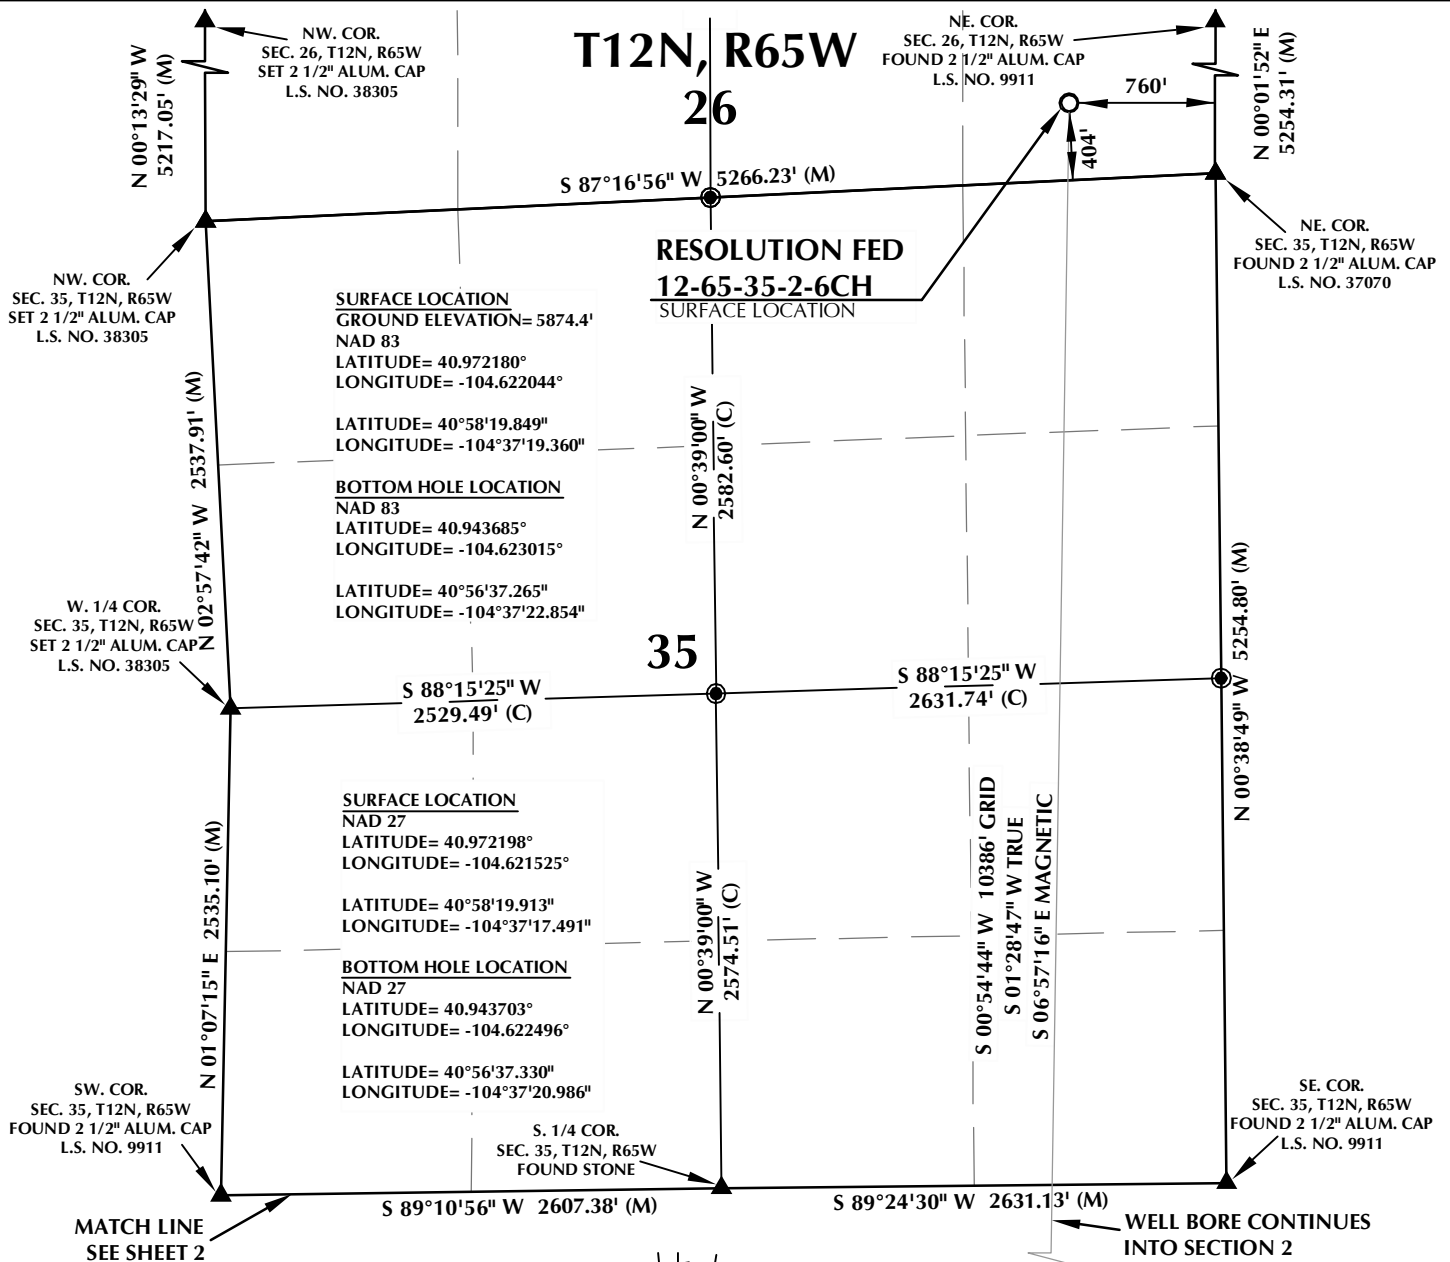 NW. COR.
SEC. 26, T12N, R65W
SET 2 1/2" ALUM. CAP
L.S. NO. 38305
T12N, R65W
26
NE. COR.
SEC. 26, T12N, R65W
FOUND 2 1/2" ALUM. CAP
L.S. NO. 9911
760'
404'
N 00°13'29" W
5217.05' (M)
N 00°01'52" E
5254.31' (M)
S 87°16'56" W 5266.23' (M)
RESOLUTION FED
12-65-35-2-6CH
SURFACE LOCATION
NE. COR.
SEC. 35, T12N, R65W
FOUND 2 1/2" ALUM. CAP
L.S. NO. 37070
NW. COR.
SEC. 35, T12N, R65W
SET 2 1/2" ALUM. CAP
L.S. NO. 38305
SURFACE LOCATION
GROUND ELEVATION= 5874.4'
NAD 83
LATITUDE= 40.972180°
LONGITUDE= -104.622044°
LATITUDE= 40°58'19.849"
LONGITUDE= -104°37'19.360"
BOTTOM HOLE LOCATION
NAD 83
LATITUDE= 40.943685°
LONGITUDE= -104.623015°
LATITUDE= 40°56'37.265"
LONGITUDE= -104°37'22.854"
N 02°57'42" W 2537.91' (M)
N 00°39'00" W
2582.60' (C)
N 00°38'49" W 5254.80' (M)
W. 1/4 COR.
SEC. 35, T12N, R65W
SET 2 1/2" ALUM. CAP
L.S. NO. 38305
35
S 88°15'25" W
2529.49' (C)
S 88°15'25" W
2631.74' (C)
SURFACE LOCATION
NAD 27
LATITUDE= 40.972198°
LONGITUDE= -104.621525°
LATITUDE= 40°58'19.913"
LONGITUDE= -104°37'17.491"
BOTTOM HOLE LOCATION
NAD 27
LATITUDE= 40.943703°
LONGITUDE= -104.622496°
LATITUDE= 40°56'37.330"
LONGITUDE= -104°37'20.986"
N 01°07'15" E 2535.10' (M)
N 00°39'00" W
2574.51' (C)
S 00°54'44" W 10386' GRID
S 01°28'47" W TRUE
S 06°57'16" E MAGNETIC
SW. COR.
SEC. 35, T12N, R65W
FOUND 2 1/2" ALUM. CAP
L.S. NO. 9911
S. 1/4 COR.
SEC. 35, T12N, R65W
FOUND STONE
SE. COR.
SEC. 35, T12N, R65W
FOUND 2 1/2" ALUM. CAP
L.S. NO. 9911
S 89°10'56" W 2607.38' (M)
S 89°24'30" W 2631.13' (M)
MATCH LINE
SEE SHEET 2
WELL BORE CONTINUES
INTO SECTION 2